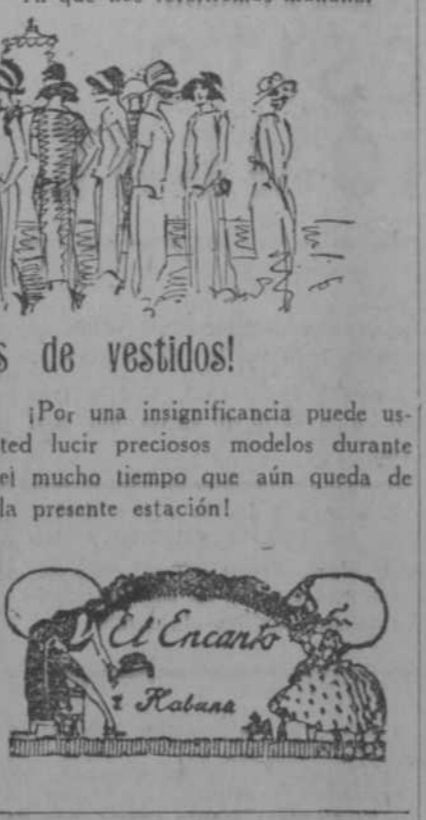 de vestidos!
¡Por una insignificancia puede us-
ted lucir preciosos modelos durante
el mucho tiempo que aún queda de
la presente estación!
El Encanto
Habana